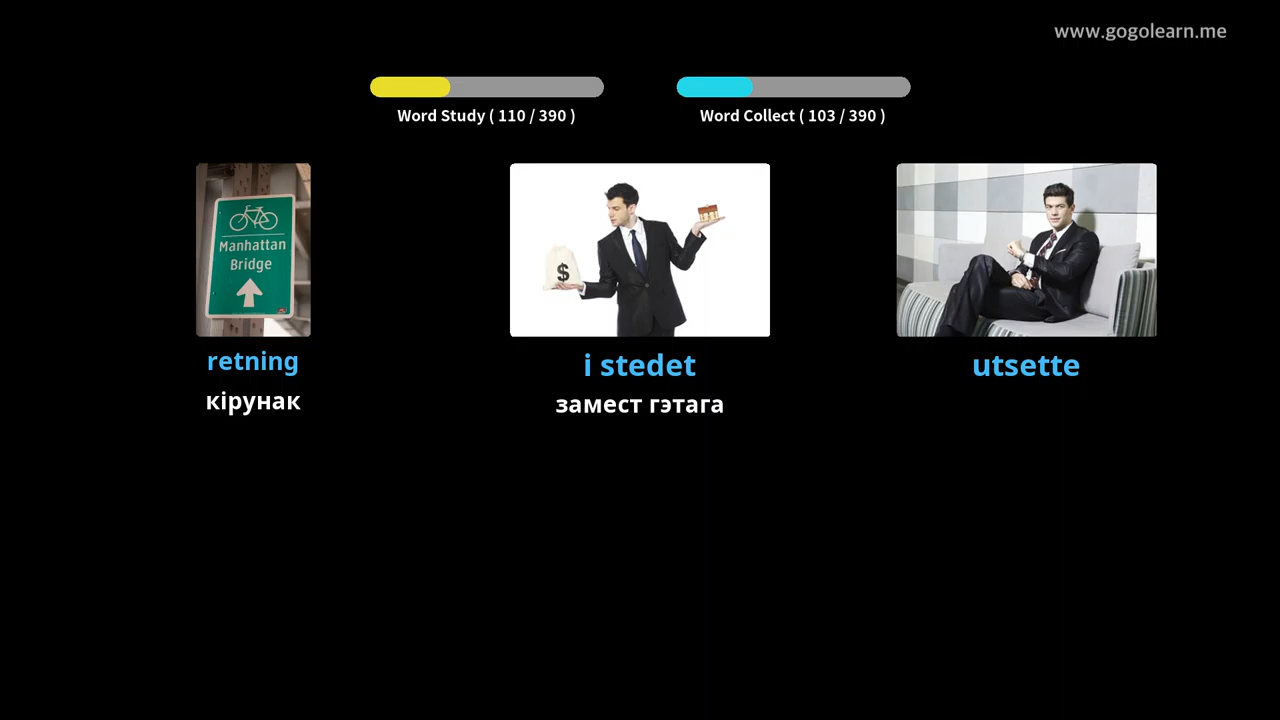 www.gogolearn.me
Word Study ( 110 / 390 )
Word Collect ( 103 / 390 )
Manhattan
Bridge
$
retning
i stedet
utsette
кірунак
замест гэтага